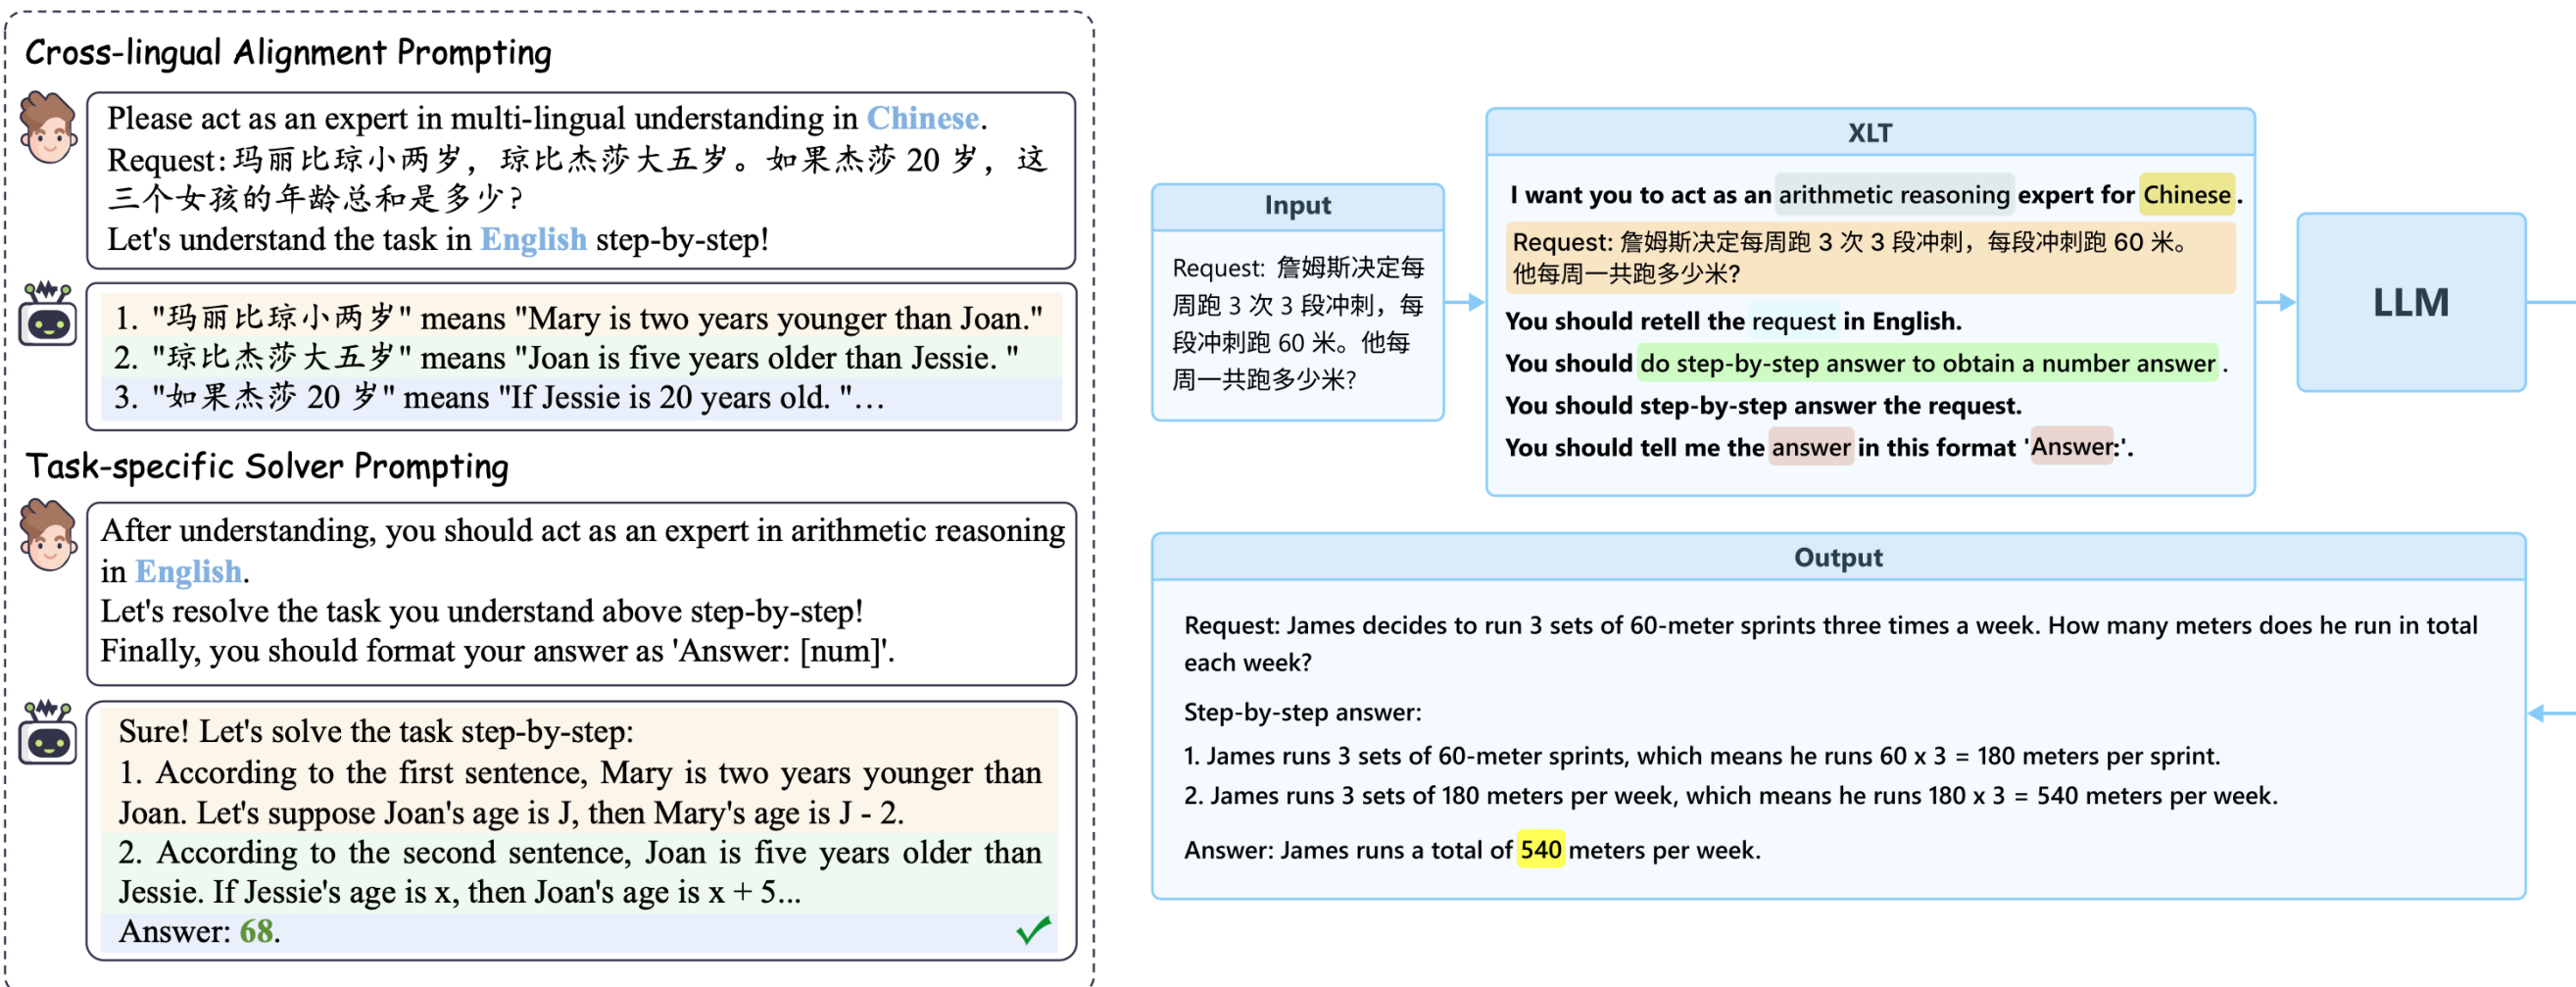 Cross-lingual Alignment Prompting
Please act as an expert in multi-lingual understanding in Chinese.
Request: 玛丽比琼小两岁，琼比杰莎大五岁。如果杰莎 20 岁，这
三个女孩的年龄总和是多少?
Let's understand the task in English step-by-step!
1. "玛丽比琼小两岁" means "Mary is two years younger than Joan."
2. "琼比杰莎大五岁" means "Joan is five years older than Jessie. "
3. "如果杰莎 20 岁" means "If Jessie is 20 years old. "...
Task-specific Solver Prompting
After understanding, you should act as an expert in arithmetic reasoning
in English.
Let's resolve the task you understand above step-by-step!
Finally, you should format your answer as 'Answer: [num]'.
Sure! Let's solve the task step-by-step:
1. According to the first sentence, Mary is two years younger than
Joan. Let's suppose Joan's age is J, then Mary's age is J - 2.
2. According to the second sentence, Joan is five years older than
Jessie. If Jessie's age is x, then Joan's age is x + 5...
Answer: 68.
Input
Request: 詹姆斯决定每
周跑 3 次 3 段冲刺，每
段冲刺跑 60 米。他每
周一共跑多少米?
XLT
I want you to act as an arithmetic reasoning expert for Chinese.
Request: 詹姆斯决定每周跑 3 次 3 段冲刺，每段冲刺跑 60 米。
他每周一共跑多少米?
You should retell the request in English.
You should do step-by-step answer to obtain a number answer.
You should step-by-step answer the request.
You should tell me the answer in this format 'Answer:'.
LLM
Output
Request: James decides to run 3 sets of 60-meter sprints three times a week. How many meters does he run in total
each week?
Step-by-step answer:
1. James runs 3 sets of 60-meter sprints, which means he runs 60 x 3 = 180 meters per sprint.
2. James runs 3 sets of 180 meters per week, which means he runs 180 x 3 = 540 meters per week.
Answer: James runs a total of 540 meters per week.